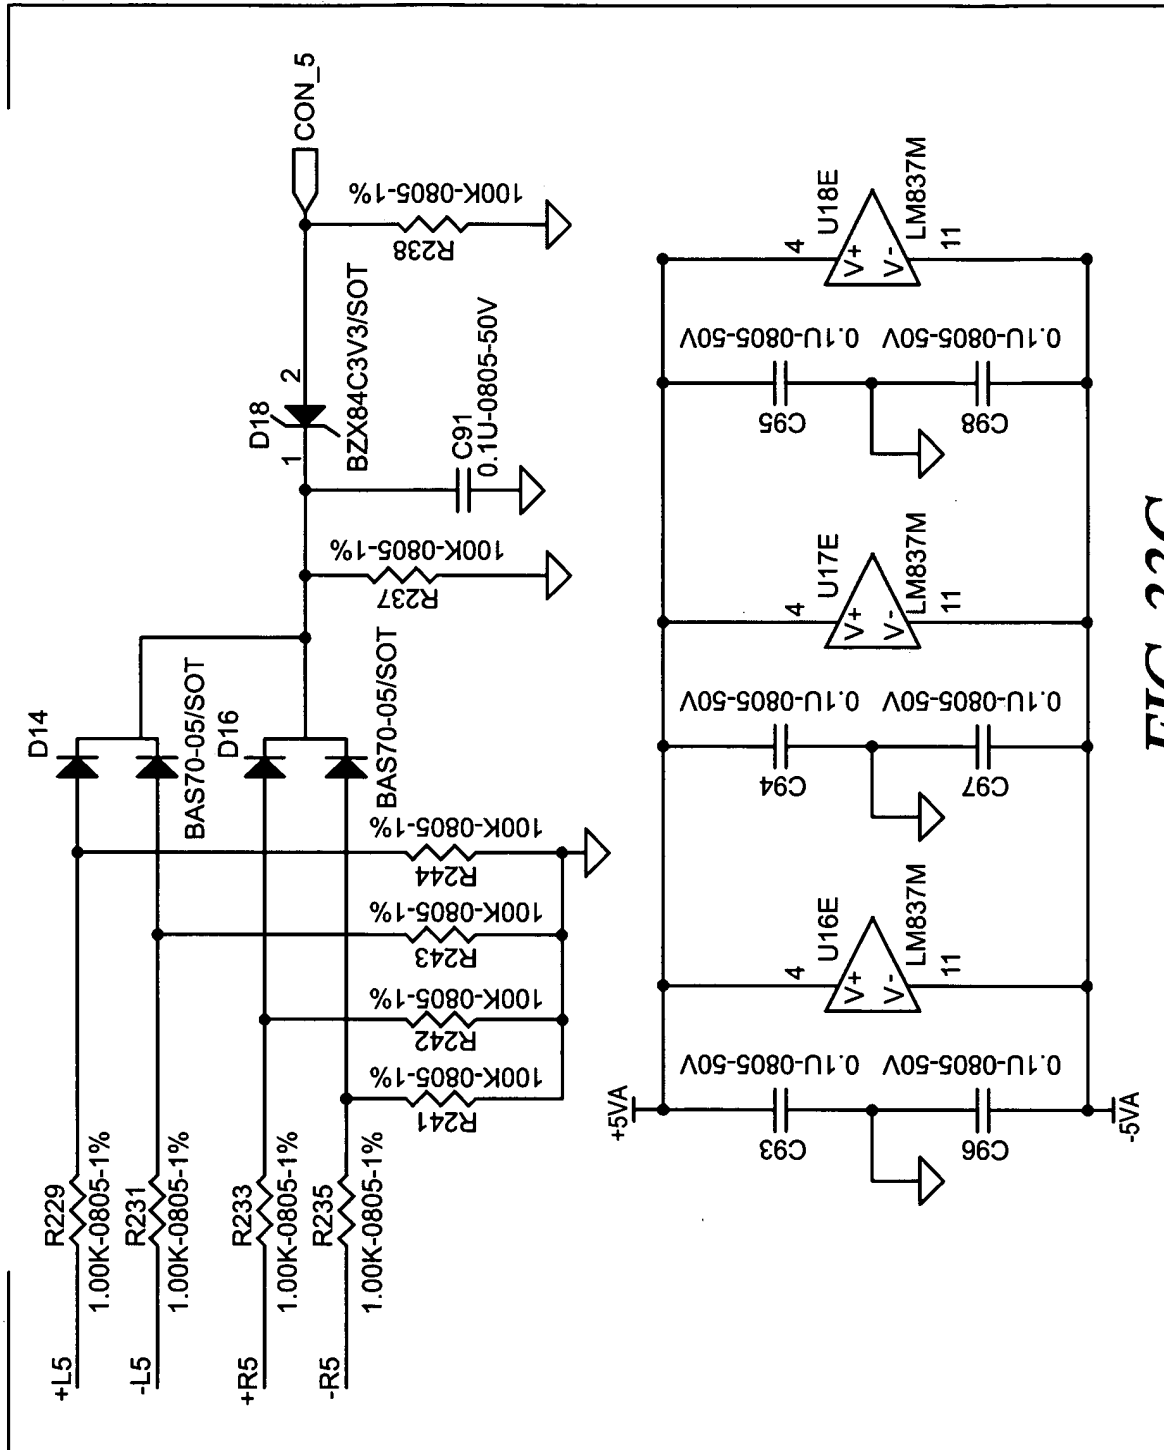 +L5
R229
1.00K-0805-1%
-L5
R231
1.00K-0805-1%
+R5
R233
1.00K-0805-1%
-R5
R235
1.00K-0805-1%
R241
100K-0805-1%
R242
100K-0805-1%
R243
100K-0805-1%
R244
100K-0805-1%
D14
BAS70-05/SOT
D16
BAS70-05/SOT
R237
100K-0805-1%
C91
0.1U-0805-50V
D18
1
2
BZX84C3V3/SOT
R238
100K-0805-1%
CON_5
+5VA
-5VA
C93
0.1U-0805-50V
C96
0.1U-0805-50V
4
U16E
V+
V-
LM837M
11
C94
0.1U-0805-50V
C97
0.1U-0805-50V
4
U17E
V+
V-
LM837M
11
C95
0.1U-0805-50V
C98
0.1U-0805-50V
4
U18E
V+
V-
LM837M
11